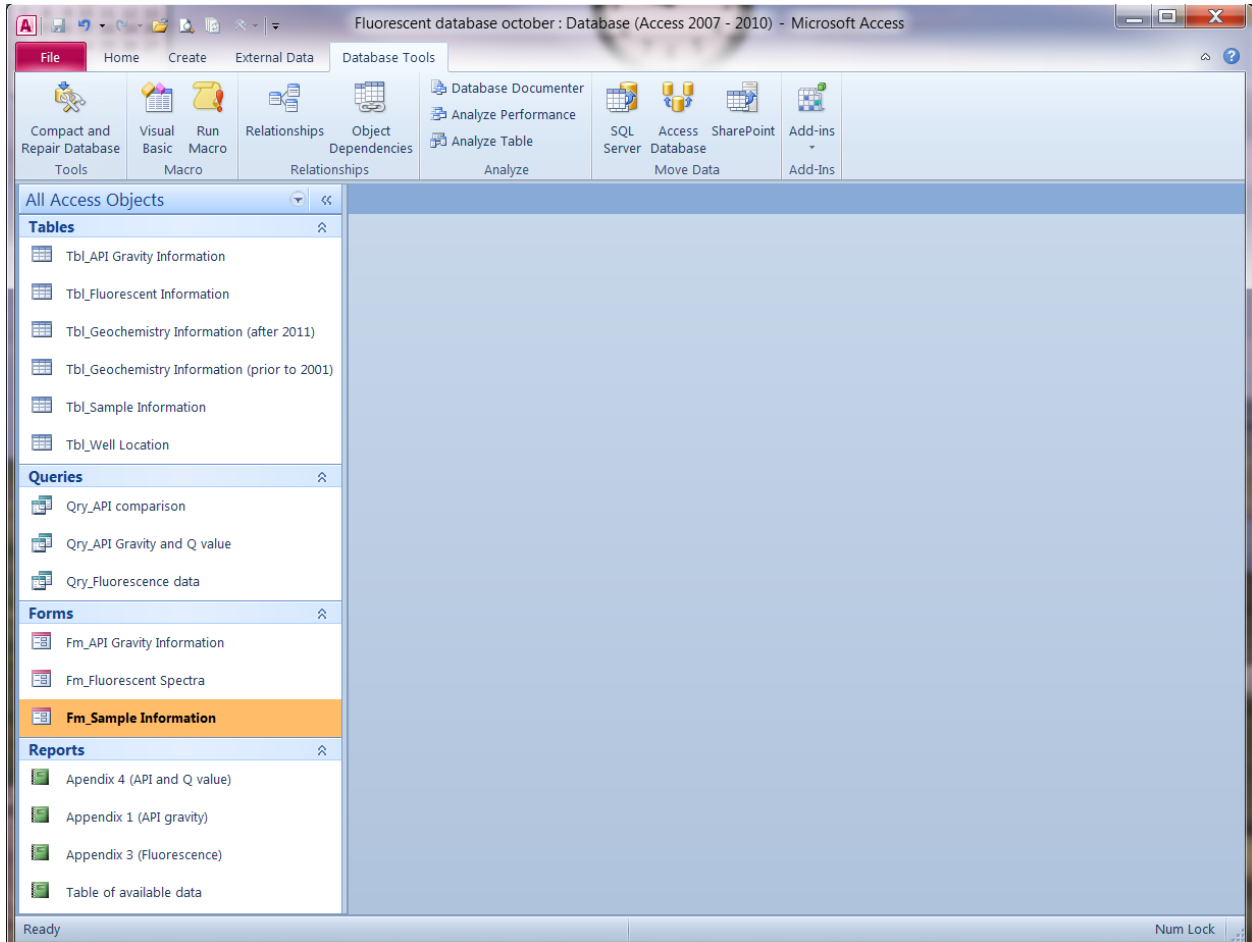 A
Fluorescent database october : Database (Access 2007 - 2010) - Microsoft Access
File Home Create External Data Database Tools
Compact and Repair Database
Visual Basic
Run Macro
Relationships
Object Dependencies
Database Documenter
Analyze Performance
Analyze Table
SQL Server
Access Database
SharePoint
Add-ins
Tools Macro Relationships Analyze Move Data Add-Ins
All Access Objects
Tables
Tbl_API Gravity Information
Tbl_Fluorescent Information
Tbl_Geochemistry Information (after 2011)
Tbl_Geochemistry Information (prior to 2001)
Tbl_Sample Information
Tbl_Well Location
Queries
Qry_API comparison
Qry_API Gravity and Q value
Qry_Fluorescence data
Forms
Fm_API Gravity Information
Fm_Fluorescent Spectra
Fm_Sample Information
Reports
Apendix 4 (API and Q value)
Appendix 1 (API gravity)
Appendix 3 (Fluorescence)
Table of available data
Ready Num Lock